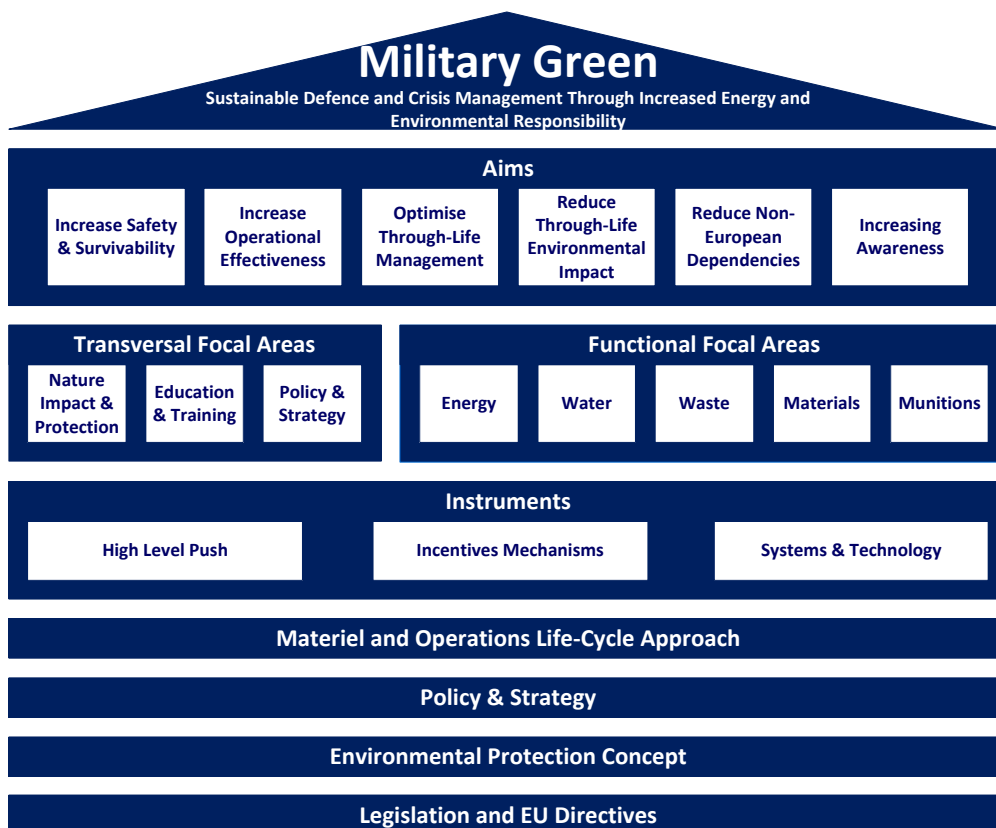 Military Green
Sustainable Defence and Crisis Management Through Increased Energy and
Environmental Responsibility
Aims
Increase Safety
& Survivability
Increase
Operational
Effectiveness
Optimise
Through-Life
Management
Reduce
Through-Life
Environmental
Impact
Reduce Non-
European
Dependencies
Increasing
Awareness
Transversal Focal Areas
Nature
Impact &
Protection
Education
& Training
Policy &
Strategy
Functional Focal Areas
Energy
Water
Waste
Materials
Munitions
Instruments
High Level Push
Incentives Mechanisms
Systems & Technology
Materiel and Operations Life-Cycle Approach
Policy & Strategy
Environmental Protection Concept
Legislation and EU Directives